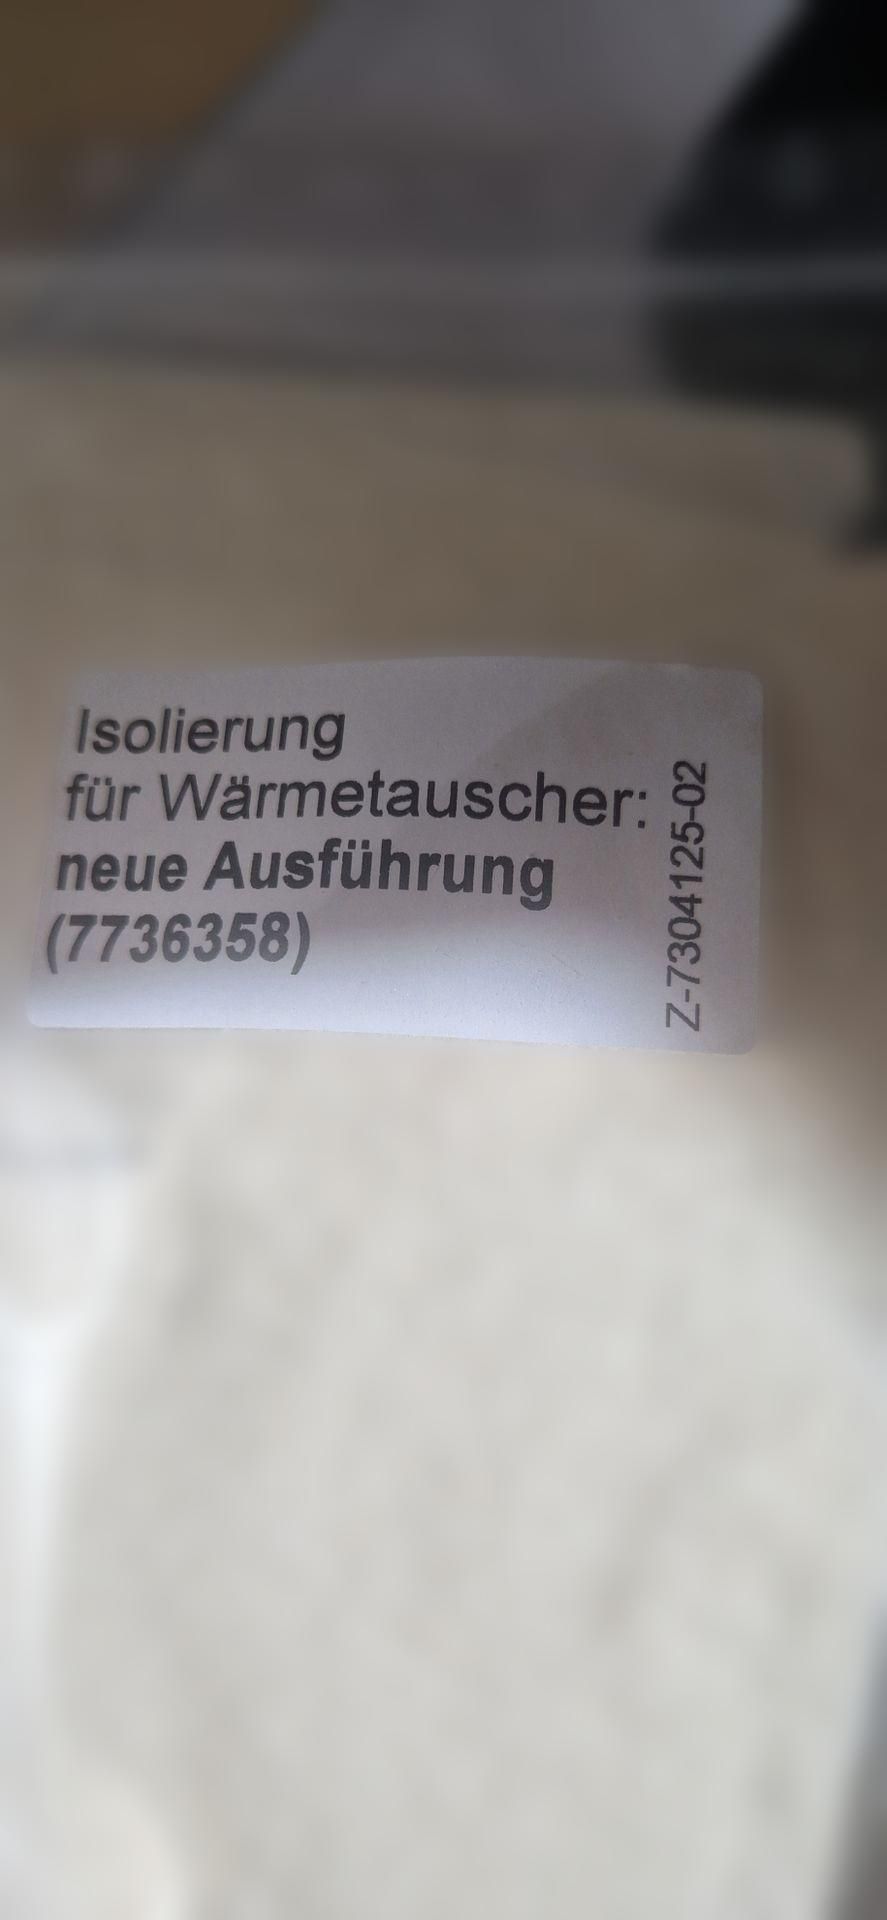 Isolierung
für Wärmetauscher:
neue Ausführung
(7736358)
Z-7304125-02